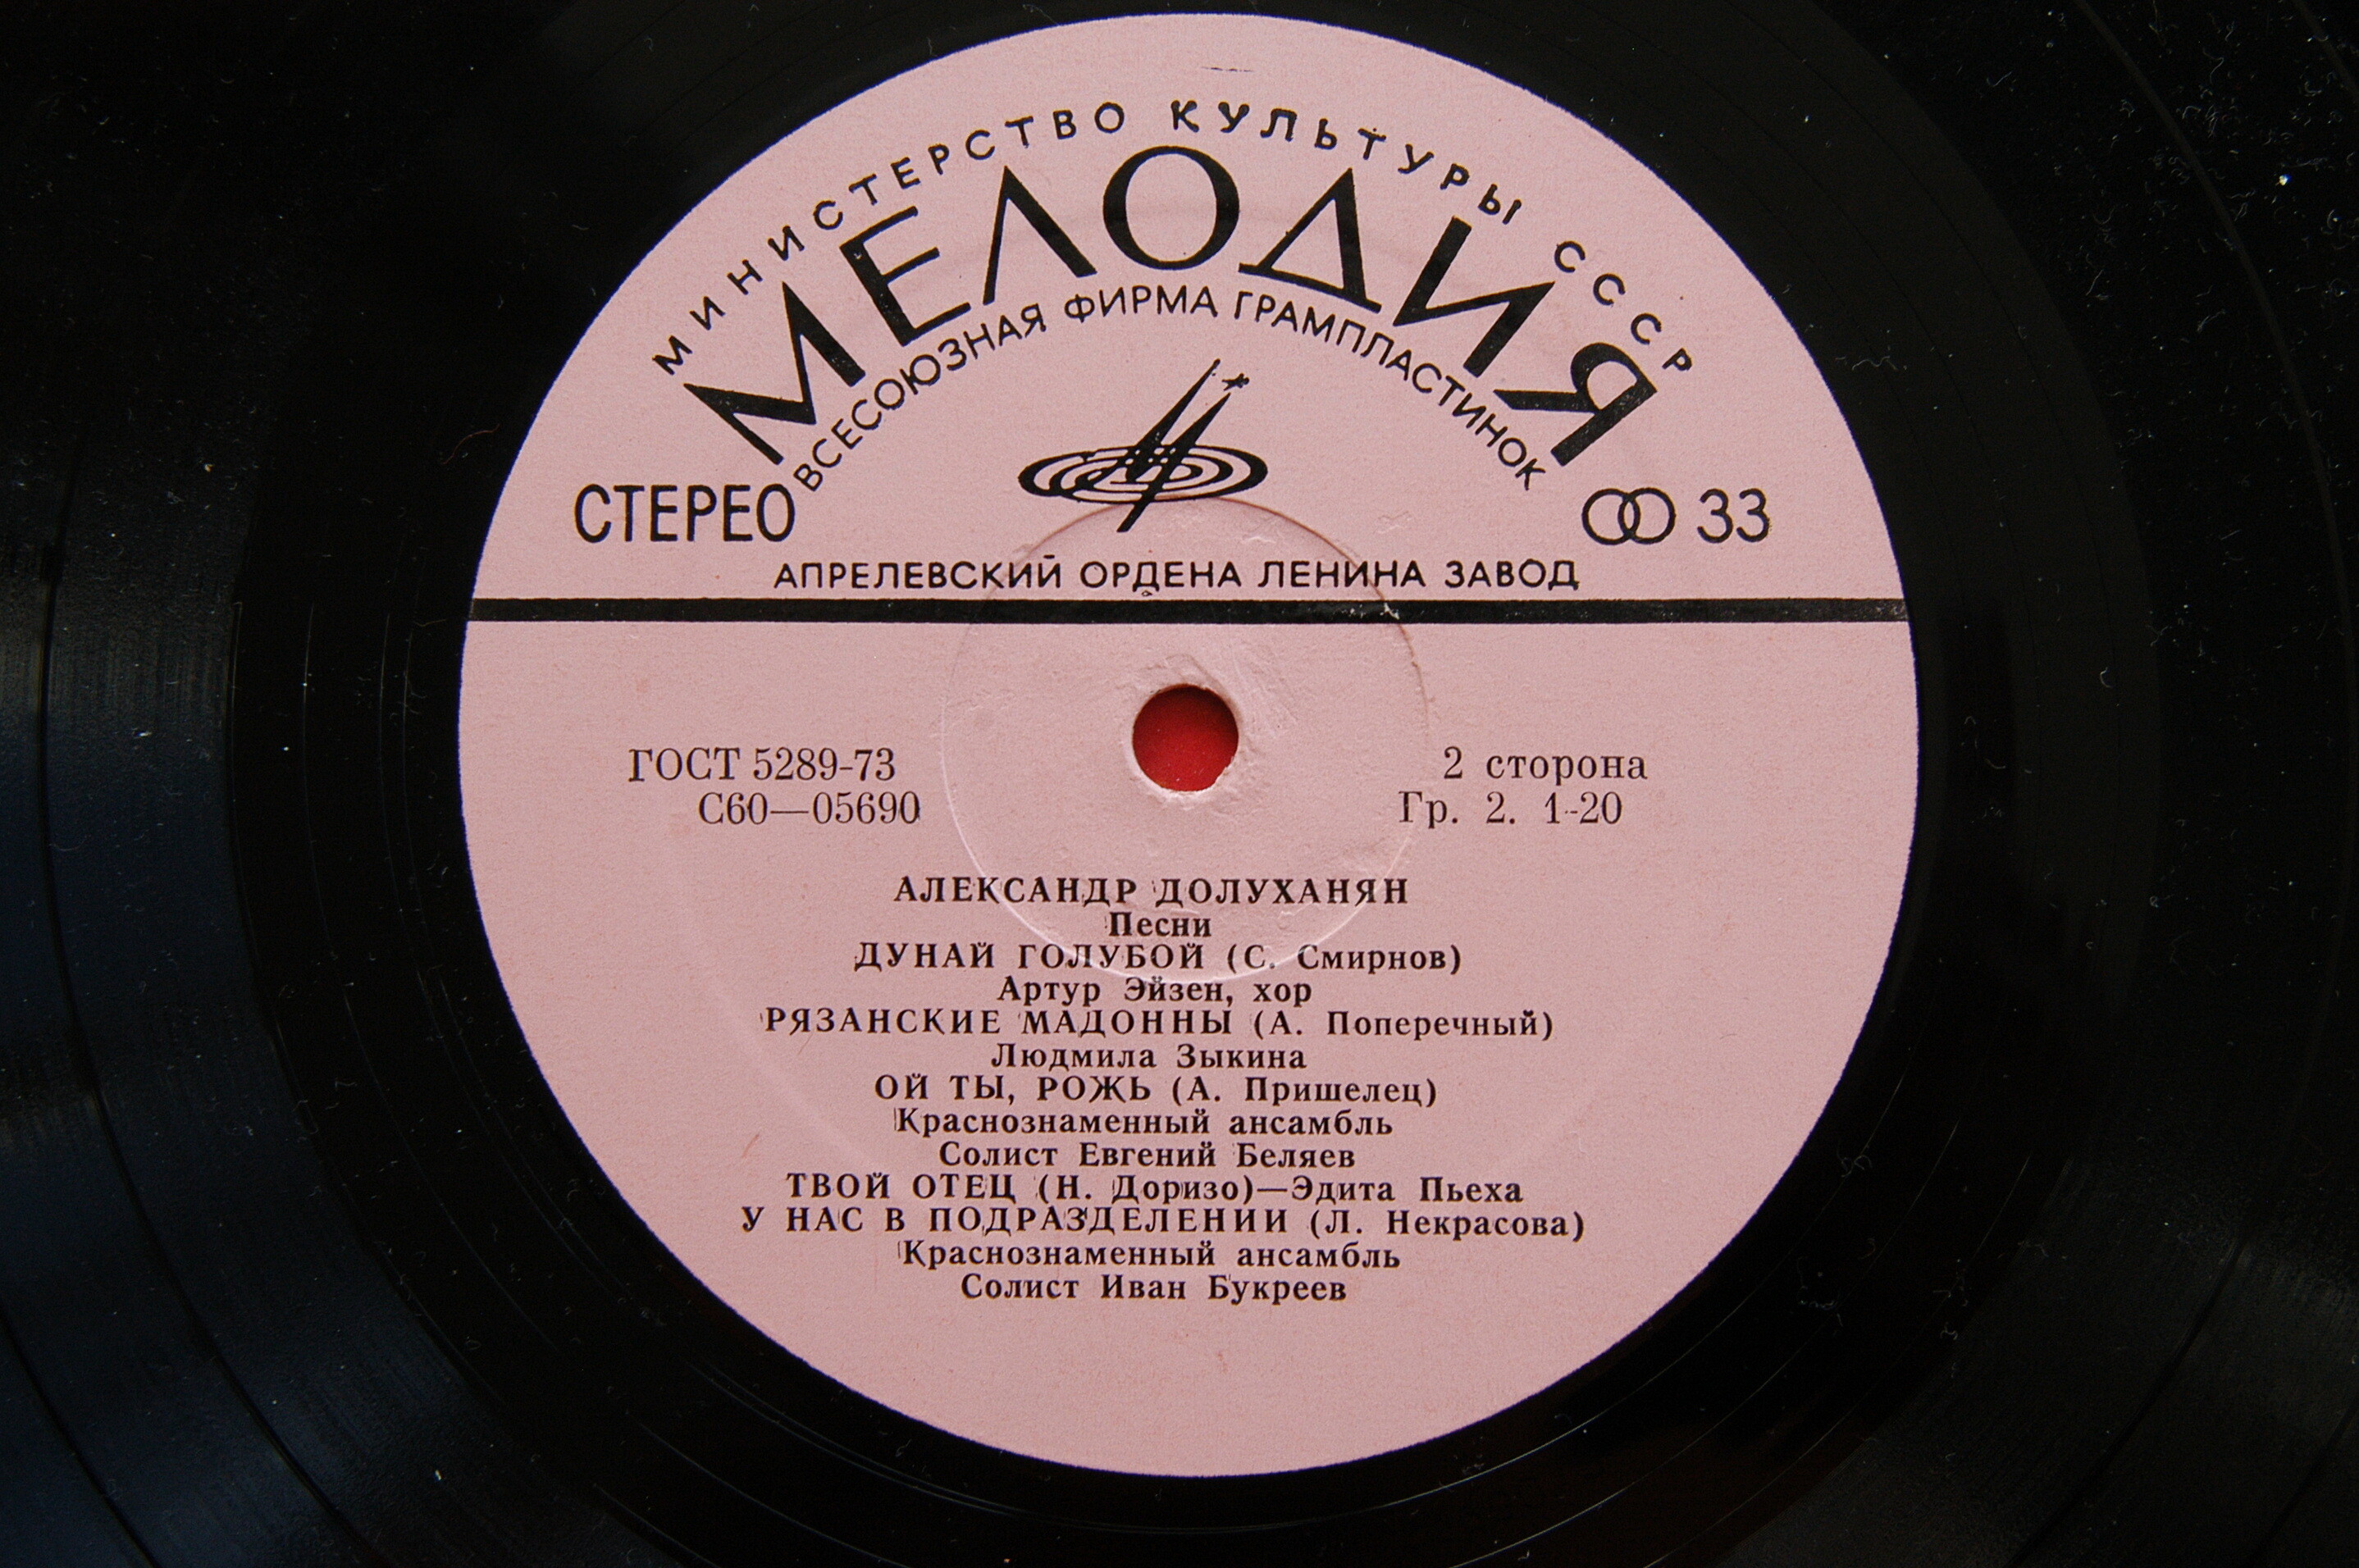 МИНИСТЕРСТВО КУЛЬТУРЫ СССР
МЕЛОДИЯ
ВСЕСОЮЗНАЯ ФИРМА ГРАМПЛАСТИНОК
СТЕРЕО
33
АПРЕЛЕВСКИЙ ОРДЕНА ЛЕНИНА ЗАВОД
ГОСТ 5289-73
2 сторона
С60—05690
Гр. 2. 1-20
АЛЕКСАНДР ДОЛУХАНЯН
Песни
ДУНАЙ ГОЛУБОЙ (С. Смирнов)
Артур Эйзен, хор
РЯЗАНСКИЕ МАДОННЫ (А. Поперечный)
Людмила Зыкина
ОЙ ТЫ, РОЖЬ (А. Пришелец)
Краснознаменный ансамбль
Солист Евгений Беляев
ТВОЙ ОТЕЦ (Н. Доризо)—Эдита Пьеха
У НАС В ПОДРАЗДЕЛЕНИИ (Л. Некрасова)
Краснознаменный ансамбль
Солист Иван Букреев